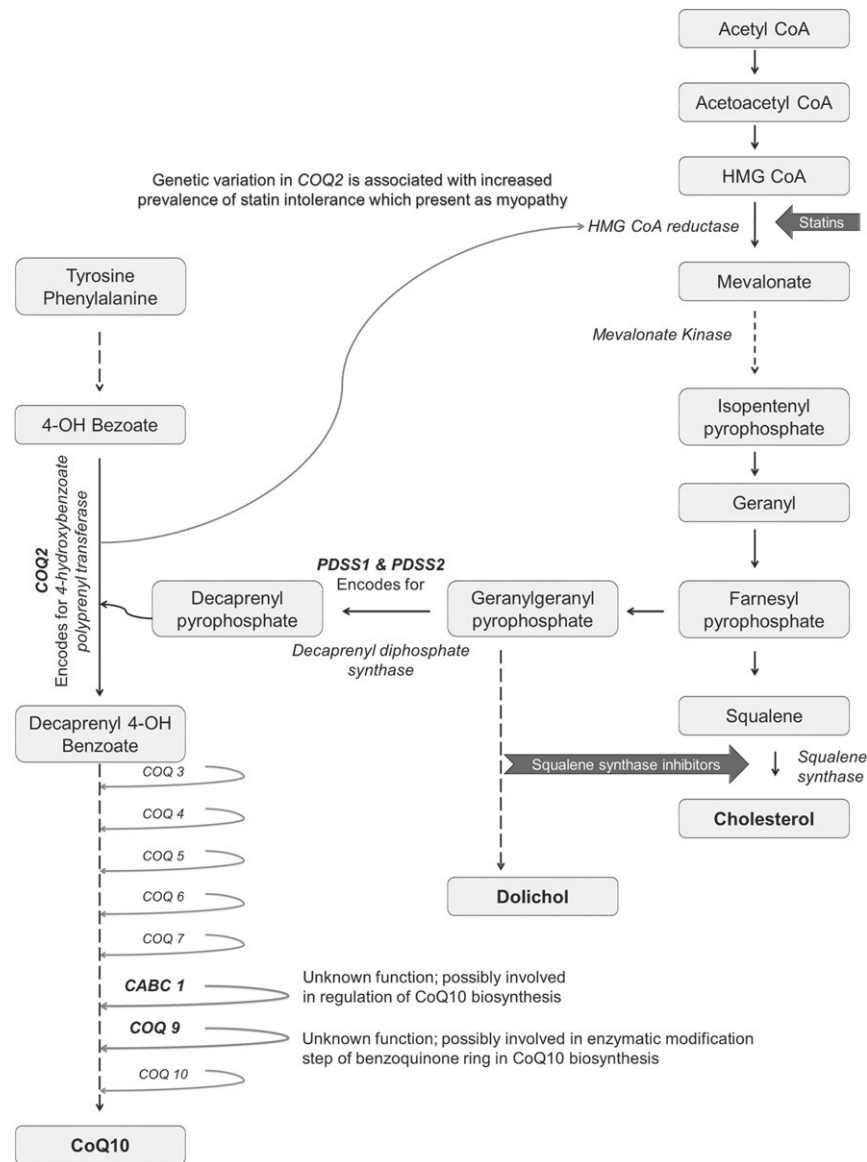 Acetyl CoA
Acetoacetyl CoA
HMG CoA
Genetic variation in COQ2 is associated with increased
prevalence of statin intolerance which present as myopathy
HMG CoA reductase
Statins
Tyrosine
Phenylalanine
Mevalonate
Mevalonate Kinase
4-OH Bezoate
Isopentenyl
pyrophosphate
Geranyl
COQ2
Encodes for 4-hydroxybenzoate
polyprenyl transferase
PDSS1 & PDSS2
Encodes for
Decaprenyl
pyrophosphate
Geranylgeranyl
pyrophosphate
Farnesyl
pyrophosphate
Decaprenyl diphosphate
synthase
Decaprenyl 4-OH
Benzoate
Squalene
Squalene synthase inhibitors
Squalene
synthase
Cholesterol
COQ 3
COQ 4
COQ 5
COQ 6
COQ 7
Dolichol
CABC 1
Unknown function; possibly involved
in regulation of CoQ10 biosynthesis
COQ 9
Unknown function; possibly involved in enzymatic modification
step of benzoquinone ring in CoQ10 biosynthesis
COQ 10
CoQ10